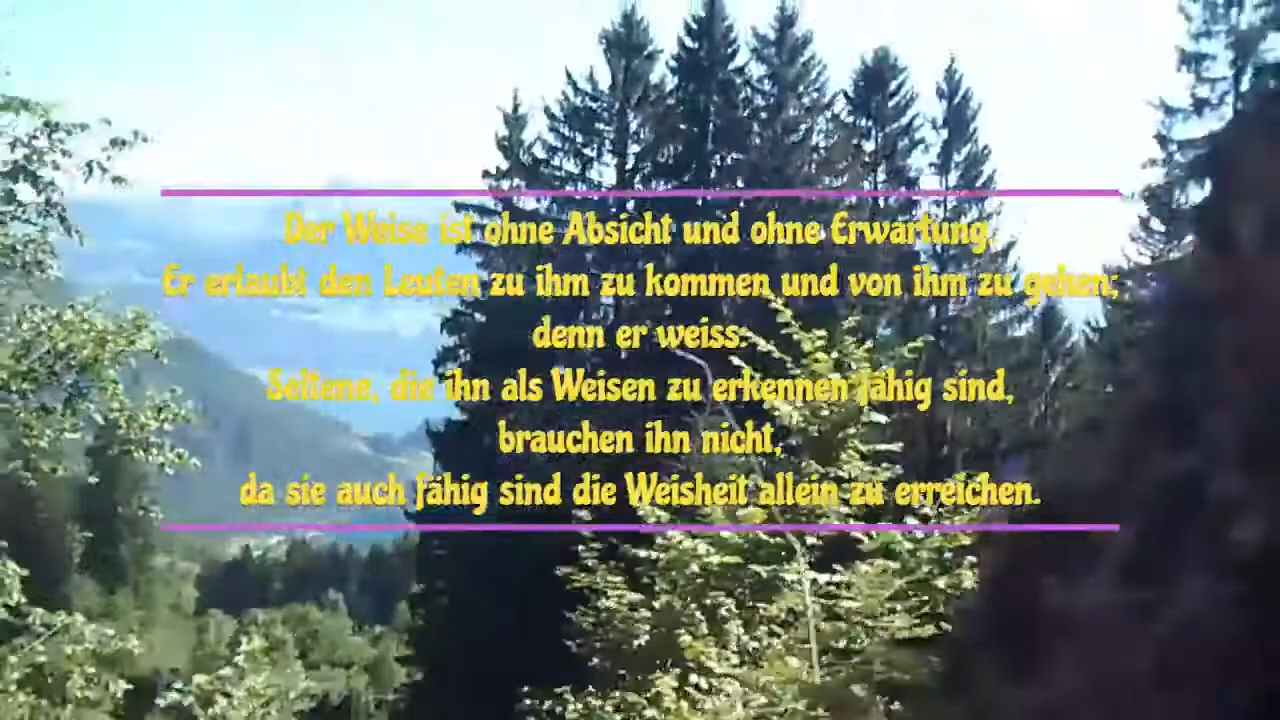 Der Weise ist ohne Absicht und ohne Erwartung.
Er erlaubt den Leuten zu ihm zu kommen und von ihm zu gehen;
denn er weiss:
Seltene, die ihn als Weisen zu erkennen fähig sind,
brauchen ihn nicht,
da sie auch fähig sind die Weisheit allein zu erreichen.